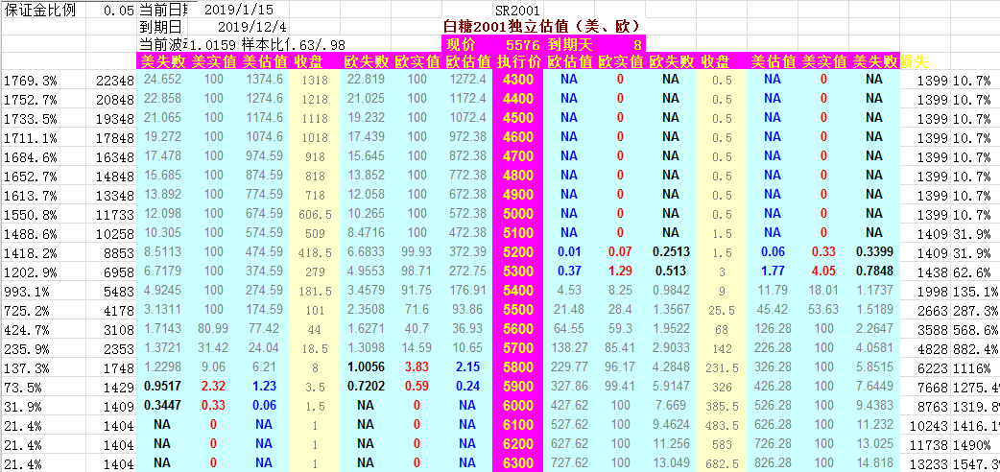 保证金比例 0.05 当前日期 2019/1/15 SR2001
到期日 2019/12/4 白糖2001独立估值（美、欧）
当前波动 1.0159 样本比 .63/.98 现价 5576 到期天 8
美失败 美实值 美估值 收盘 欧失败 欧实值 欧估值 执行价 欧估值 欧实值 欧失败 收盘 美估值 美实值 美失败 损失
1769.3% 22348 24.652 100 1374.6 1318 22.819 100 1272.4 4300 NA 0 NA 0.5 NA 0 NA 1399 10.7%
1752.7% 20848 22.858 100 1274.6 1218 21.025 100 1172.4 4400 NA 0 NA 0.5 NA 0 NA 1399 10.7%
1733.5% 19348 21.065 100 1174.6 1118 19.232 100 1072.4 4500 NA 0 NA 0.5 NA 0 NA 1399 10.7%
1711.1% 17848 19.272 100 1074.6 1018 17.439 100 972.38 4600 NA 0 NA 0.5 NA 0 NA 1399 10.7%
1684.6% 16348 17.478 100 974.59 918 15.645 100 872.38 4700 NA 0 NA 0.5 NA 0 NA 1399 10.7%
1652.7% 14848 15.685 100 874.59 818 13.852 100 772.38 4800 NA 0 NA 0.5 NA 0 NA 1399 10.7%
1613.7% 13348 13.892 100 774.59 718 12.058 100 672.38 4900 NA 0 NA 0.5 NA 0 NA 1399 10.7%
1550.8% 11733 12.098 100 674.59 606.5 10.265 100 572.38 5000 NA 0 NA 0.5 NA 0 NA 1399 10.7%
1488.6% 10258 10.305 100 574.59 509 8.4716 100 472.38 5100 NA 0 NA 1.5 NA 0 NA 1409 31.9%
1418.2% 8853 8.5113 100 474.59 418.5 6.6833 99.93 372.39 5200 0.01 0.07 0.2513 1.5 0.06 0.33 0.3399 1409 31.9%
1202.9% 6958 6.7179 100 374.59 279 4.9553 98.71 272.75 5300 0.37 1.29 0.513 3 1.77 4.05 0.7848 1438 62.6%
993.1% 5483 4.9245 100 274.59 181.5 3.4579 91.75 176.91 5400 4.53 8.25 0.9842 9 11.79 18.01 1.1737 1998 135.1%
725.2% 4178 3.1311 100 174.59 101 2.3508 71.6 93.86 5500 21.48 28.4 1.3567 25.5 45.42 53.63 1.5189 2663 287.3%
424.7% 3108 1.7143 80.99 77.42 44 1.6271 40.7 36.93 5600 64.55 59.3 1.9522 68 126.28 100 2.2647 3588 568.6%
235.9% 2353 1.3721 31.42 24.04 18.5 1.3098 14.59 10.65 5700 138.27 85.41 2.9033 142 226.28 100 4.0581 4828 882.4%
137.3% 1748 1.2298 9.06 6.21 8 1.0056 3.83 2.15 5800 229.77 96.17 4.2848 231.5 326.28 100 5.8515 6223 1116%
73.5% 1429 0.9517 2.32 1.23 3.5 0.7202 0.59 0.24 5900 327.86 99.41 5.9147 326 426.28 100 7.6449 7668 1275.4%
31.9% 1409 0.3447 0.33 0.06 1.5 NA 0 NA 6000 427.62 100 7.669 385.5 526.28 100 9.4383 8763 1319.8%
21.4% 1404 NA 0 NA 1 NA 0 NA 6100 527.62 100 9.4624 483.5 626.28 100 11.232 10243 1416.1%
21.4% 1404 NA 0 NA 1 NA 0 NA 6200 627.62 100 11.256 583 726.28 100 13.025 11738 1490%
21.4% 1404 NA 0 NA 1 NA 0 NA 6300 727.62 100 13.049 682.5 826.28 100 14.818 13233 1547.3%